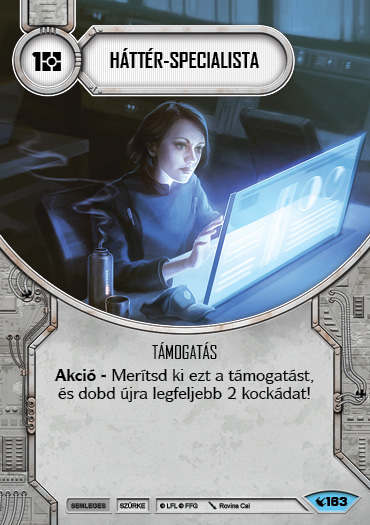 1
HÁTTÉR-SPECIALISTA
TÁMOGATÁS
Akció - Merítsd ki ezt a támogatást,
és dobd újra legfeljebb 2 kockádat!
SEMLEGES SZÜRKE © LFL © FFG Rovina Cai 163